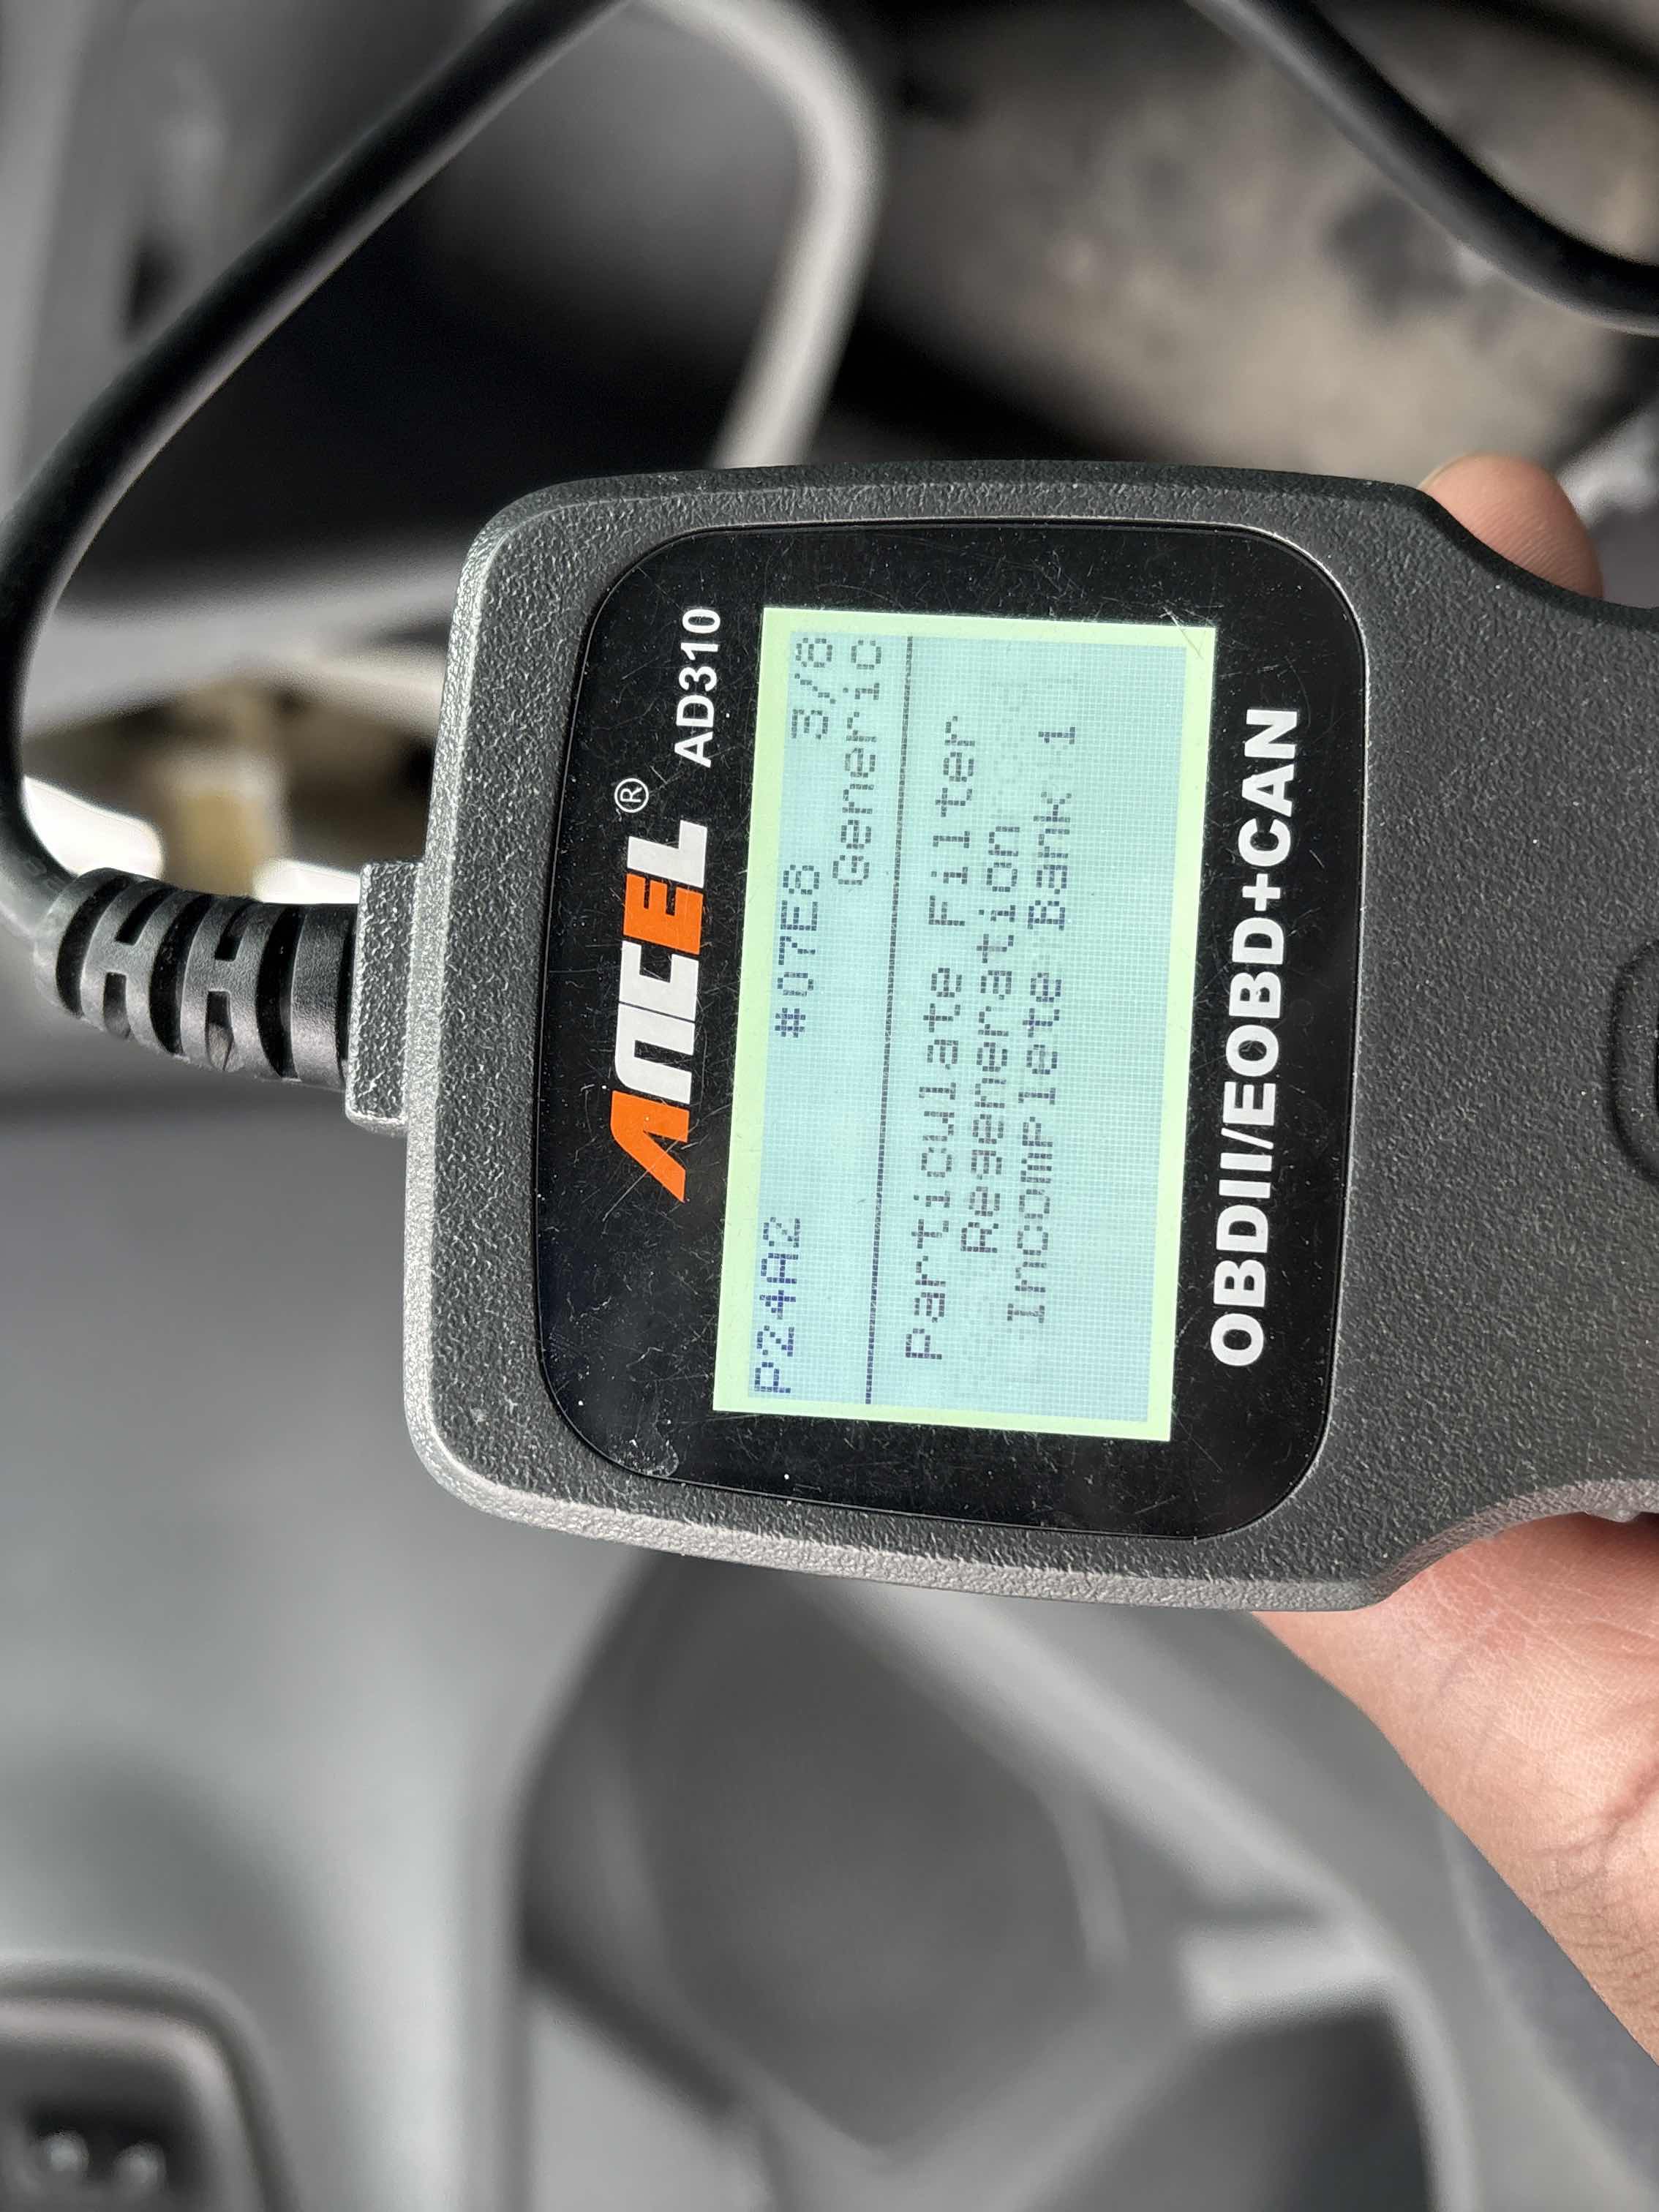 ANCEL® AD310
P24A2 #07E8 3/8
Generic
Particulate Filter
Regeneration
Incomplete Bank 1
OBDII/EOBD+CAN